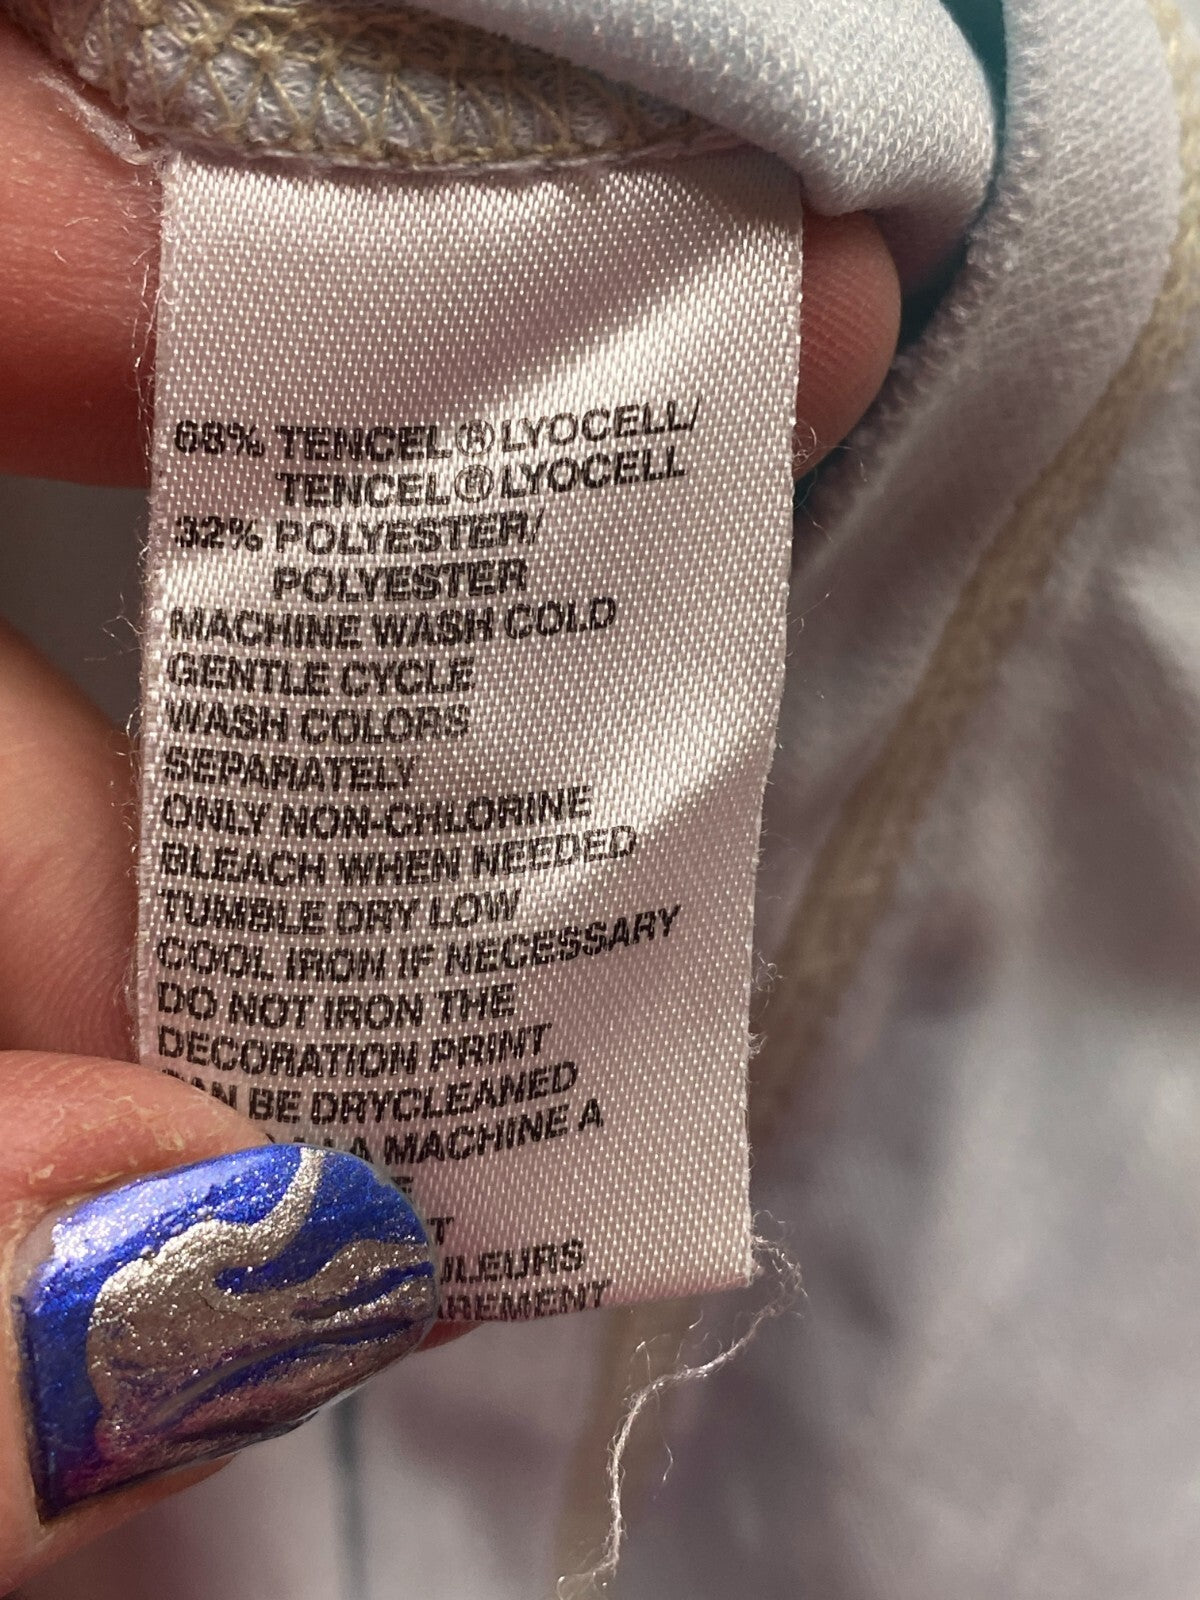 68% TENCEL® LYOCELL/
TENCEL® LYOCELL
32% POLYESTER/
POLYESTER
MACHINE WASH COLD
GENTLE CYCLE
WASH COLORS
SEPARATELY
ONLY NON-CHLORINE
BLEACH WHEN NEEDED
TUMBLE DRY LOW
COOL IRON IF NECESSARY
DO NOT IRON THE
DECORATION PRINT
CAN BE DRYCLEANED
LA MACHINE A